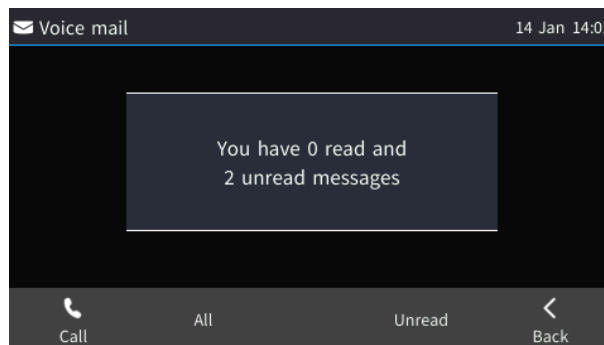 Voice mail
14 Jan 14:0
You have 0 read and
2 unread messages
Call
All
Unread
Back